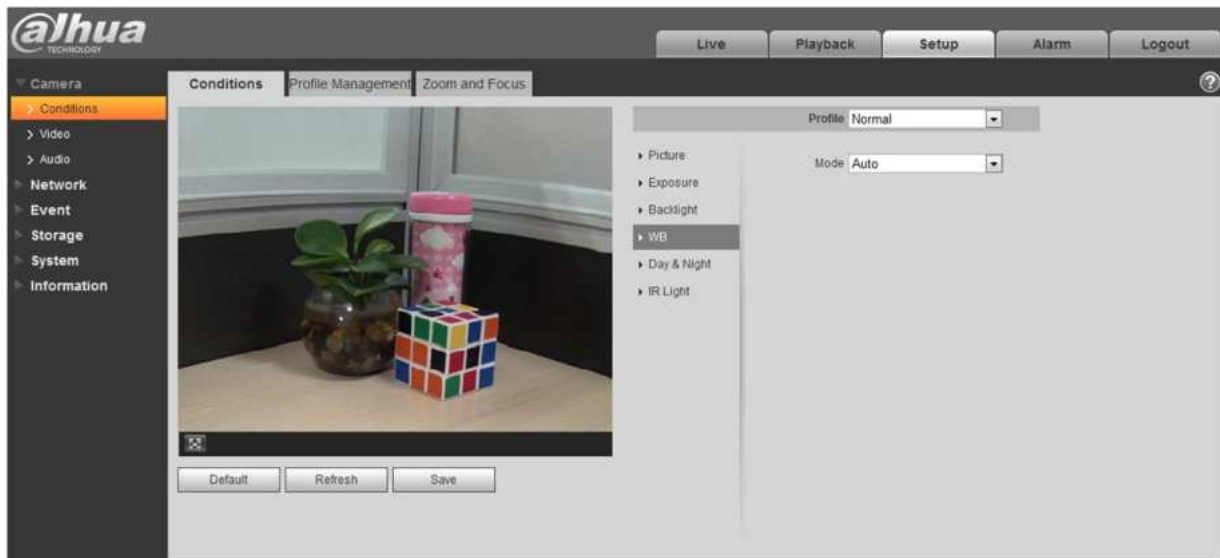 alhua
TECHNOLOGY
Live
Playback
Setup
Alarm
Logout
Camera
Conditions
Video
Audio
Network
Event
Storage
System
Information
Conditions
Profile Management
Zoom and Focus
?
Profile Normal
Picture
Exposure
Backlight
WB
Day & Night
IR Light
Mode Auto
Default
Refresh
Save